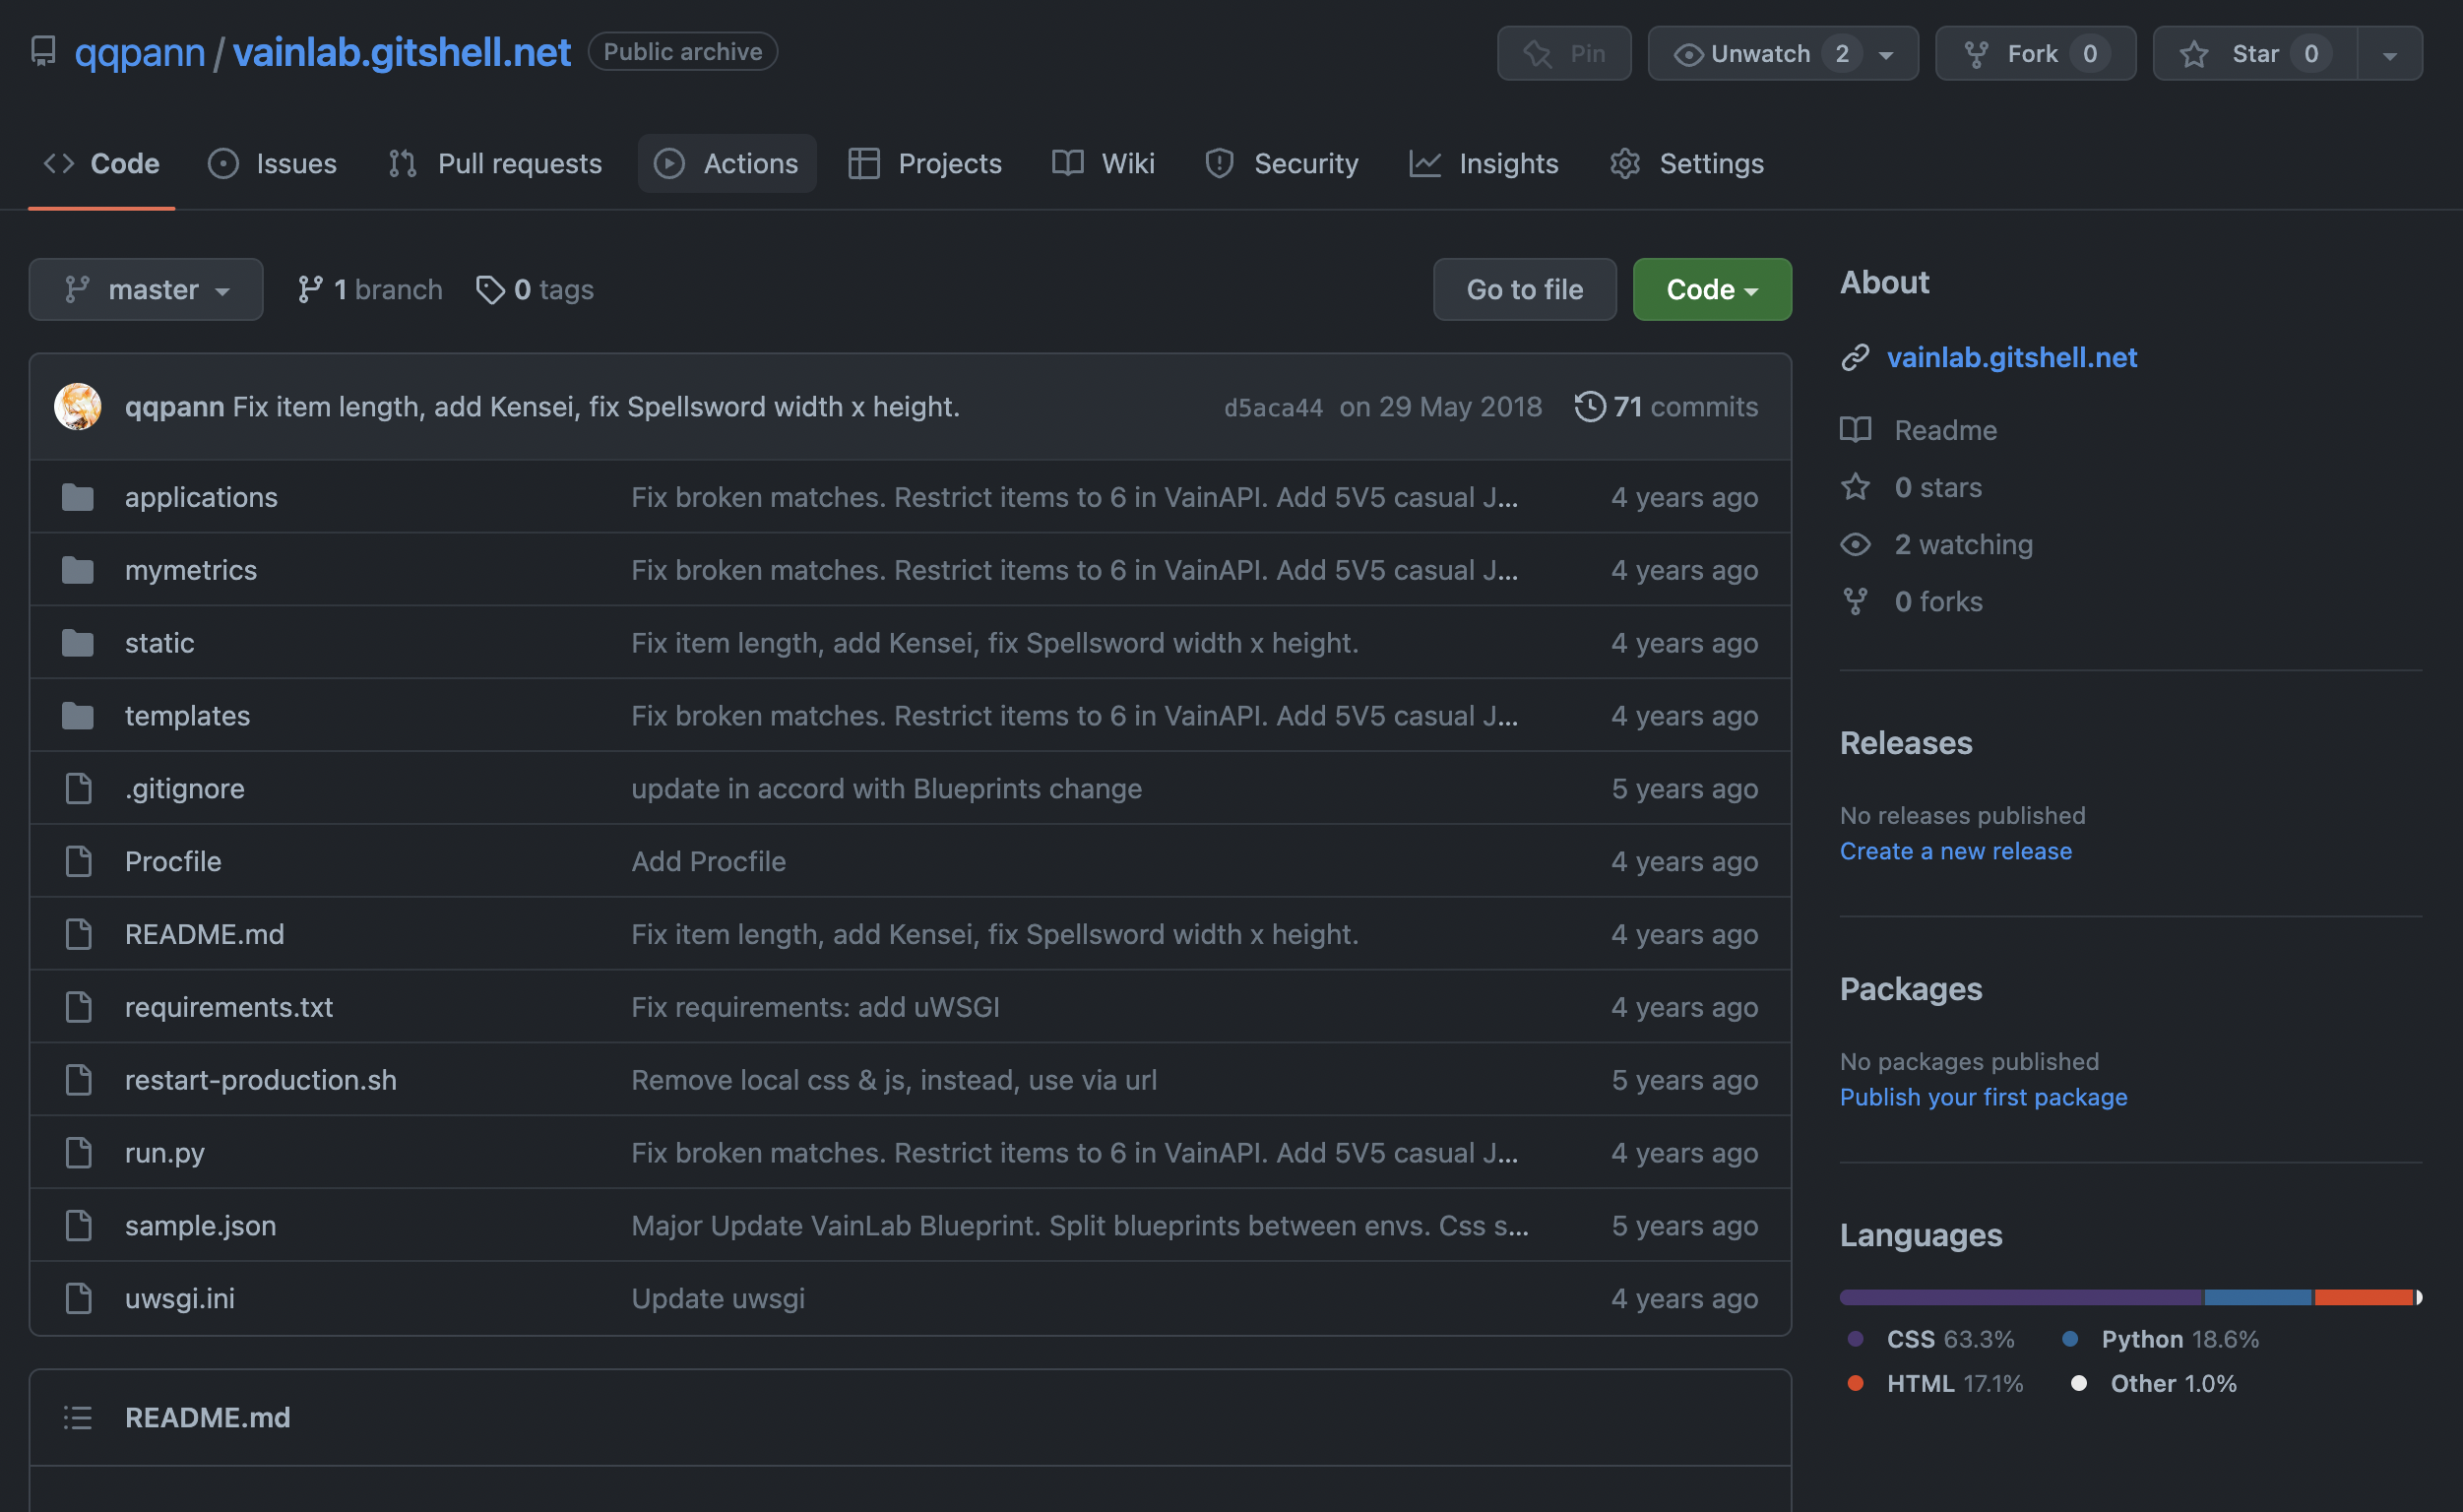 qqpann / vainlab.gitshell.net Public archive Pin Unwatch 2 Fork 0 Star 0
Code Issues Pull requests Actions Projects Wiki Security Insights Settings
master 1 branch 0 tags Go to file Code
qqpann Fix item length, add Kensei, fix Spellsword width x height. d5aca44 on 29 May 2018 71 commits
applications Fix broken matches. Restrict items to 6 in VainAPI. Add 5V5 casual J... 4 years ago
mymetrics Fix broken matches. Restrict items to 6 in VainAPI. Add 5V5 casual J... 4 years ago
static Fix item length, add Kensei, fix Spellsword width x height. 4 years ago
templates Fix broken matches. Restrict items to 6 in VainAPI. Add 5V5 casual J... 4 years ago
.gitignore update in accord with Blueprints change 5 years ago
Procfile Add Procfile 4 years ago
README.md Fix item length, add Kensei, fix Spellsword width x height. 4 years ago
requirements.txt Fix requirements: add uWSGI 4 years ago
restart-production.sh Remove local css & js, instead, use via url 5 years ago
run.py Fix broken matches. Restrict items to 6 in VainAPI. Add 5V5 casual J... 4 years ago
sample.json Major Update VainLab Blueprint. Split blueprints between envs. Css s... 5 years ago
uwsgi.ini Update uwsgi 4 years ago
README.md
About
vainlab.gitshell.net
Readme
0 stars
2 watching
0 forks
Releases
No releases published
Create a new release
Packages
No packages published
Publish your first package
Languages
CSS 63.3% Python 18.6%
HTML 17.1% Other 1.0%